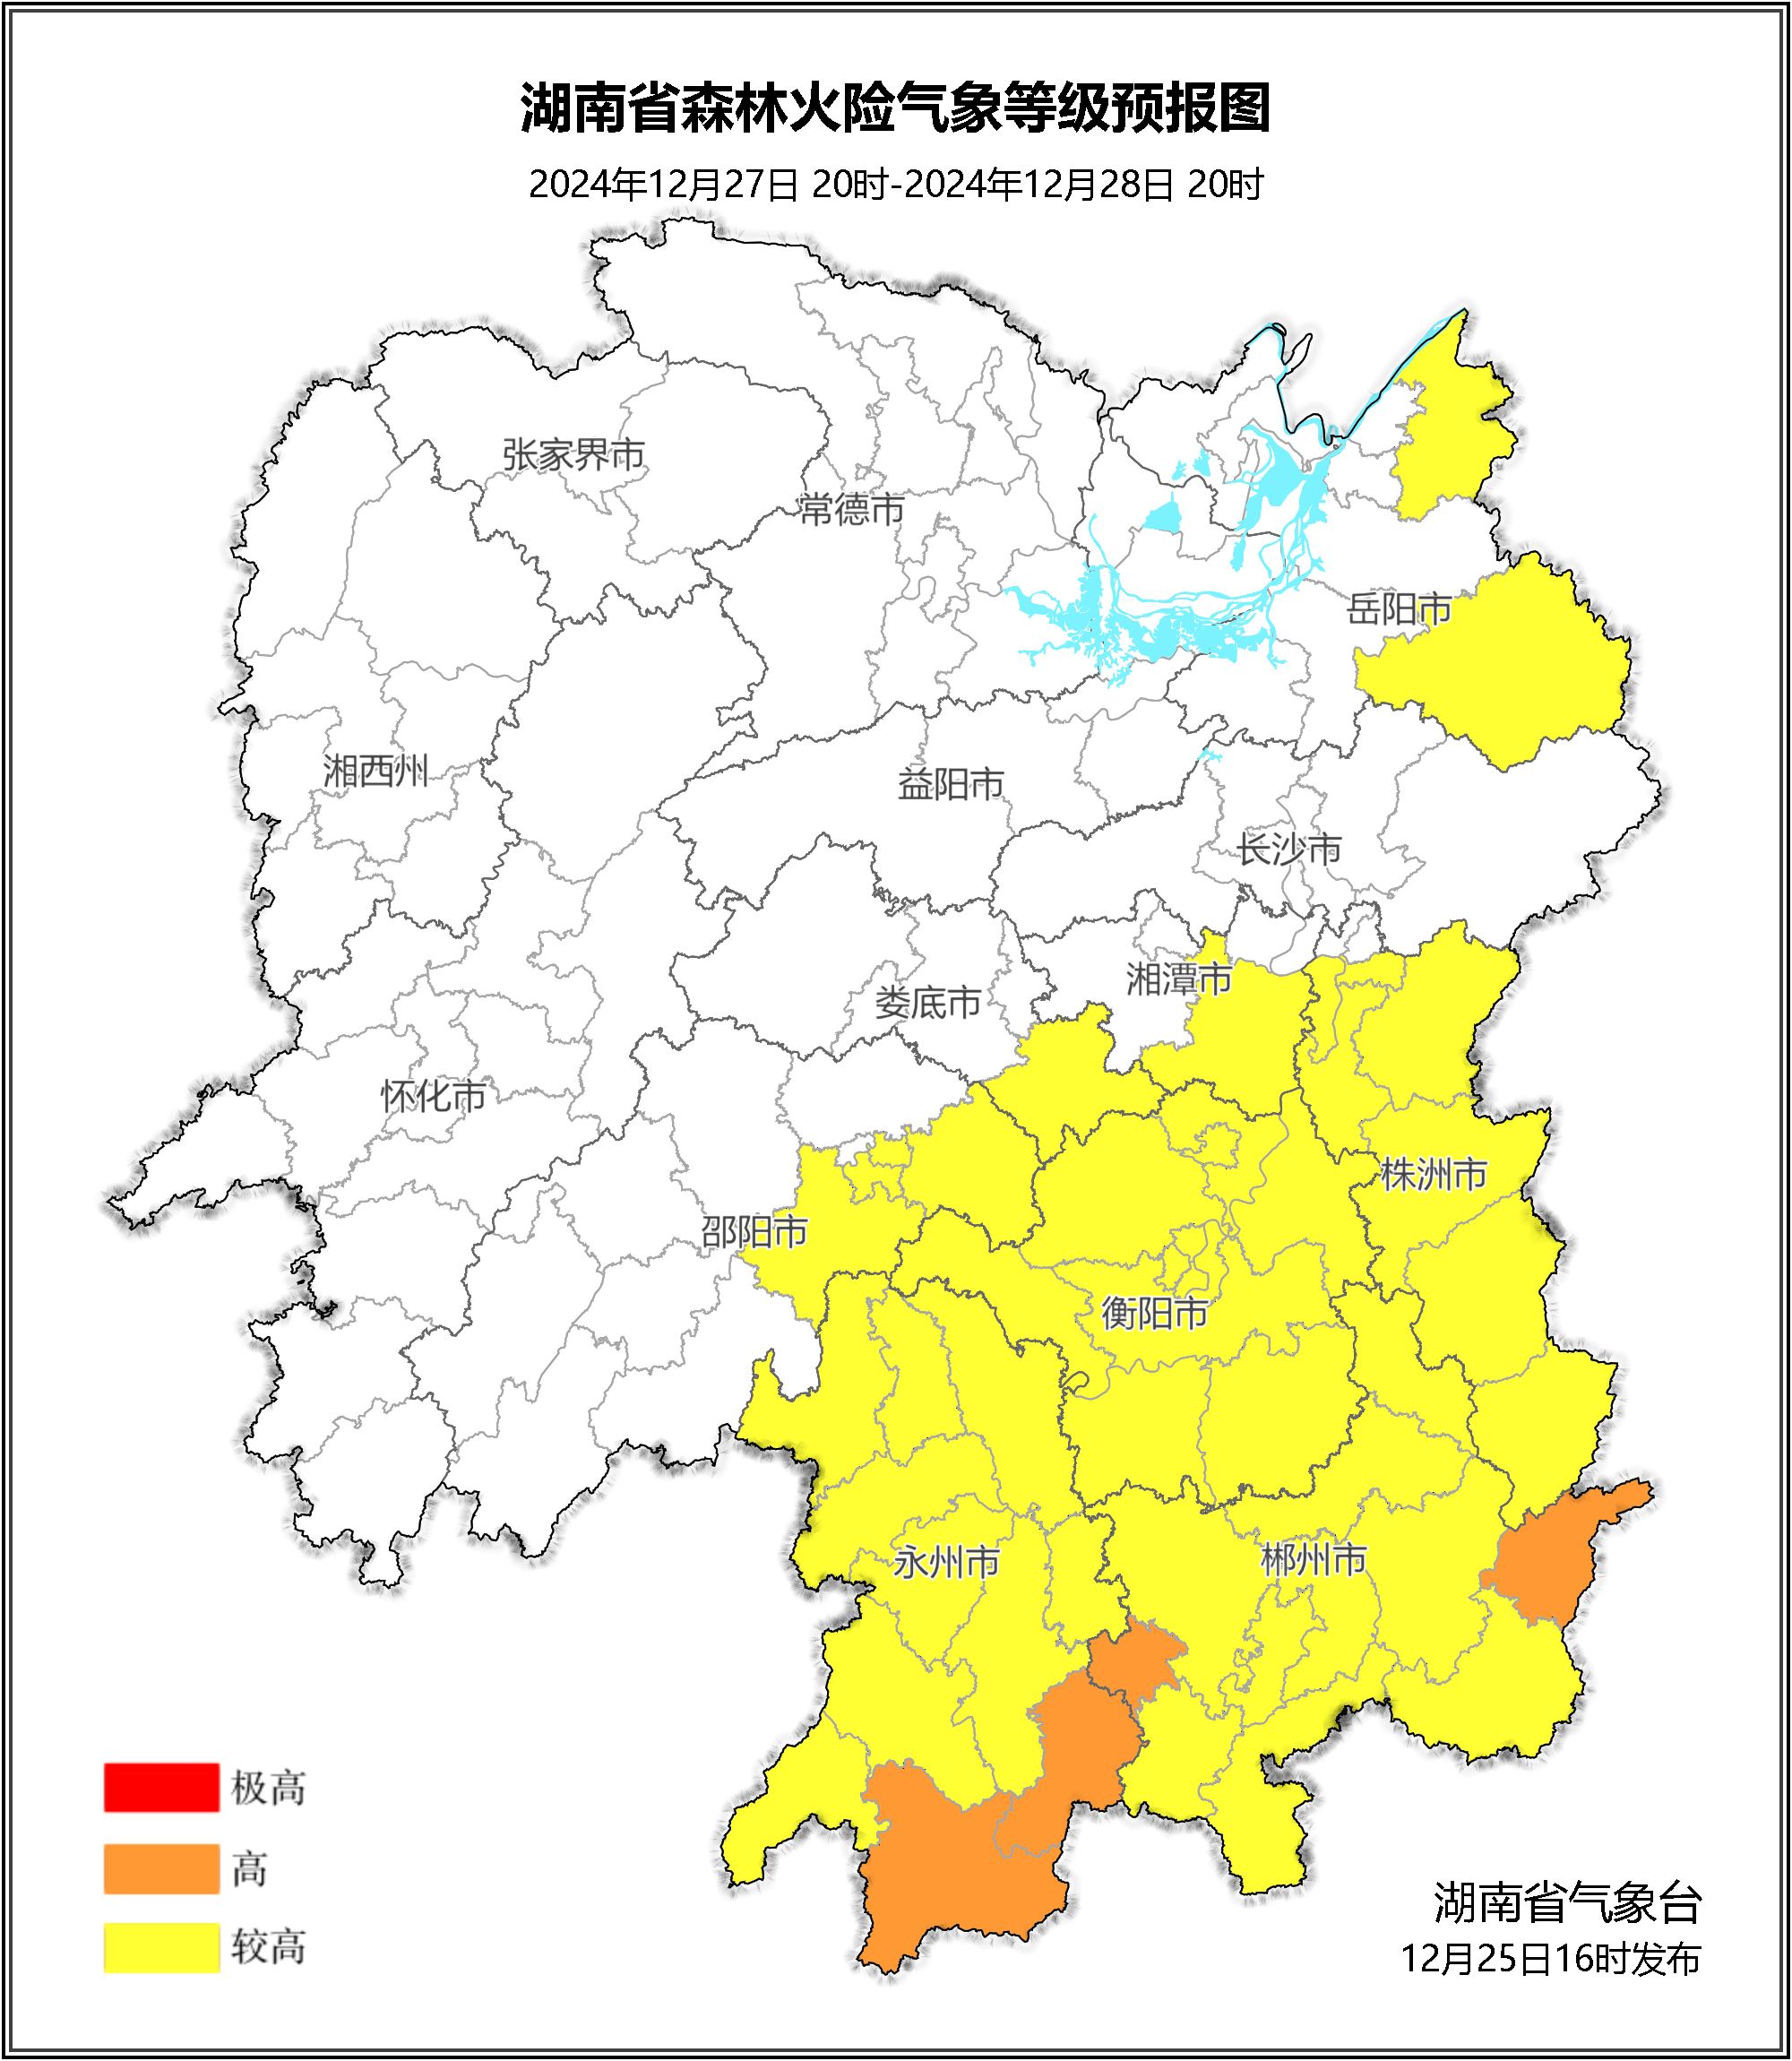 湖南省森林火险气象等级预报图
2024年12月27日 20时-2024年12月28日 20时
张家界市
常德市
岳阳市
湘西州
益阳市
长沙市
湘潭市
娄底市
怀化市
株洲市
邵阳市
衡阳市
永州市
郴州市
极高
高
较高
湖南省气象台
12月25日16时发布